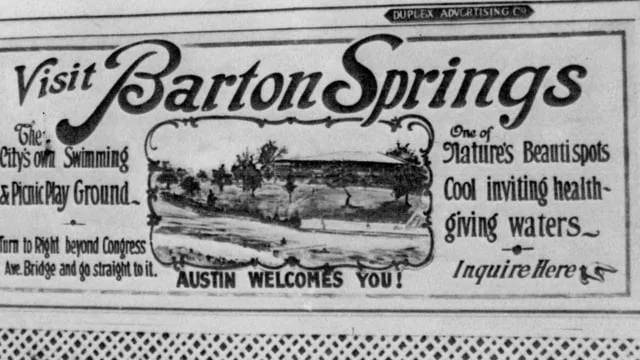 DUPLEX ADVERTISING CO
Visit Barton Springs
The
City's own Swimming
& Picnic Play Ground
Turn to Right beyond Congress
Ave. Bridge and go straight to it.
One of
Nature's Beautispots
Cool inviting health-
giving waters
Inquire Here
AUSTIN WELCOMES YOU!